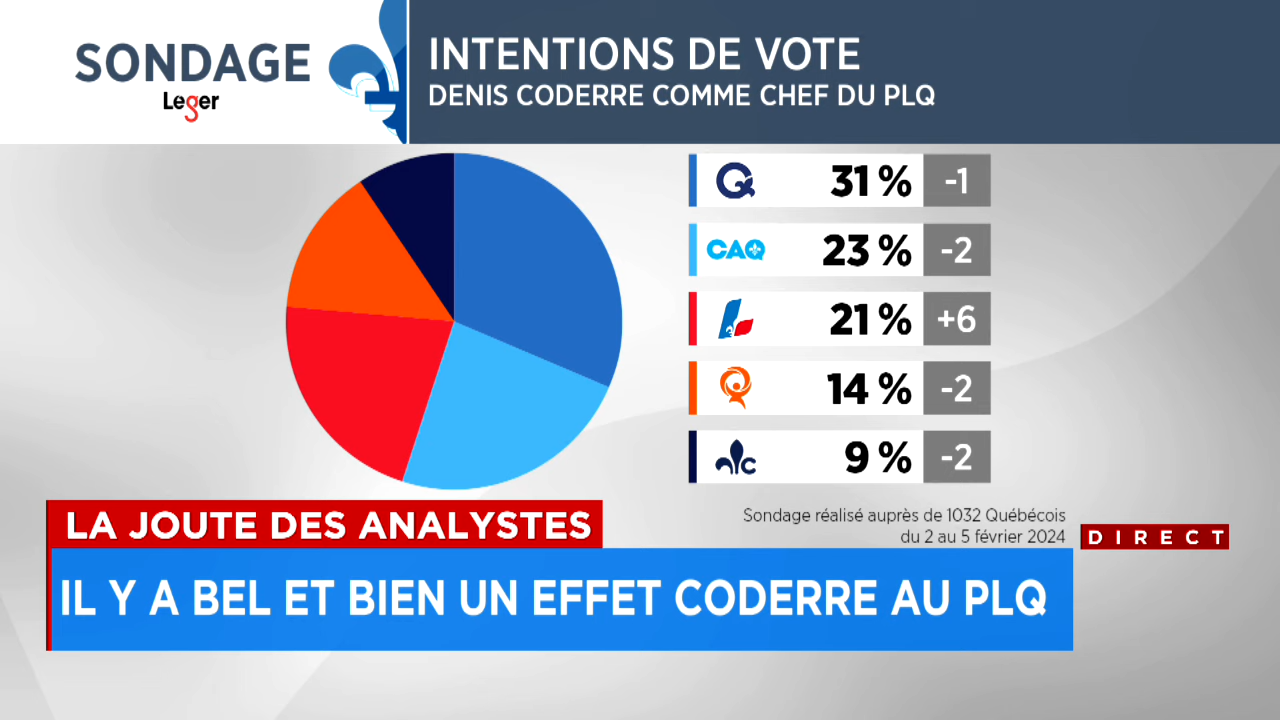 SONDAGE
Leger
INTENTIONS DE VOTE
DENIS CODERRE COMME CHEF DU PLQ
31 % -1
CAQ 23 % -2
21 % +6
14 % -2
C 9 % -2
Sondage réalisé auprès de 1032 Québécois
du 2 au 5 février 2024
DIRECT
LA JOUTE DES ANALYSTES
IL Y A BEL ET BIEN UN EFFET CODERRE AU PLQ